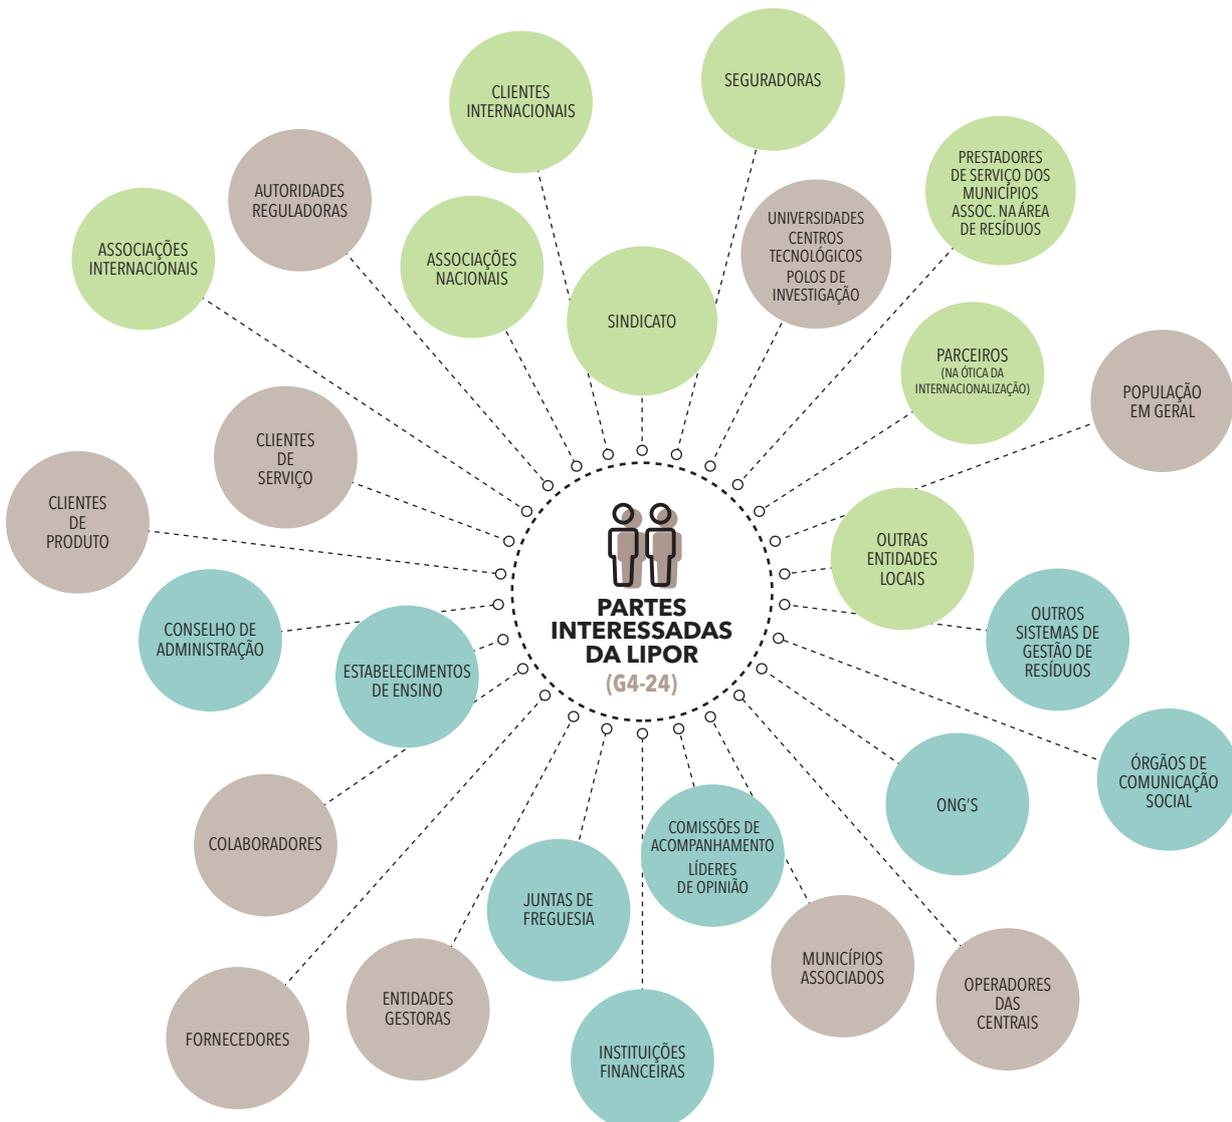 CLIENTES
INTERNACIONAIS
SEGURADORAS
AUTORIDADES
REGULADORAS
PRESTADORES
DE SERVIÇO DOS
MUNICÍPIOS
ASSOC. NA ÁREA
DE RESÍDUOS
ASSOCIAÇÕES
INTERNACIONAIS
ASSOCIAÇÕES
NACIONAIS
UNIVERSIDADES
CENTROS
TECNOLÓGICOS
POLOS DE
INVESTIGAÇÃO
SINDICATO
PARCEIROS
(NA ÓTICA DA
INTERNACIONALIZAÇÃO)
POPULAÇÃO
EM GERAL
CLIENTES
DE
SERVIÇO
CLIENTES
DE
PRODUTO
OUTRAS
ENTIDADES
LOCAIS
PARTES
INTERESSADAS
DA LIPOR
(G4-24)
CONSELHO DE
ADMINISTRAÇÃO
OUTROS
SISTEMAS DE
GESTÃO DE
RESÍDUOS
ESTABELECIMENTOS
DE ENSINO
ÓRGÃOS DE
COMUNICAÇÃO
SOCIAL
ONG'S
COLABORADORES
COMISSÕES DE
ACOMPANHAMENTO
LÍDERES
DE OPINIÃO
JUNTAS DE
FREGUESIA
MUNICÍPIOS
ASSOCIADOS
OPERADORES
DAS
CENTRAIS
ENTIDADES
GESTORAS
FORNECEDORES
INSTITUIÇÕES
FINANCEIRAS